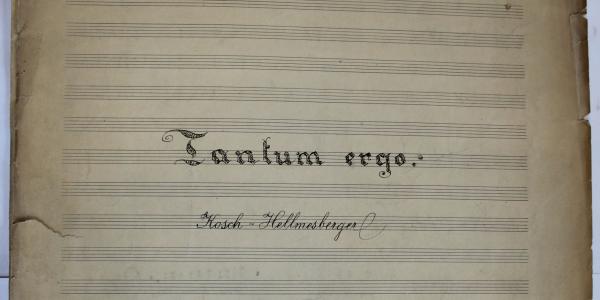 Tantum ergo.
Kosch - Hellmesberger